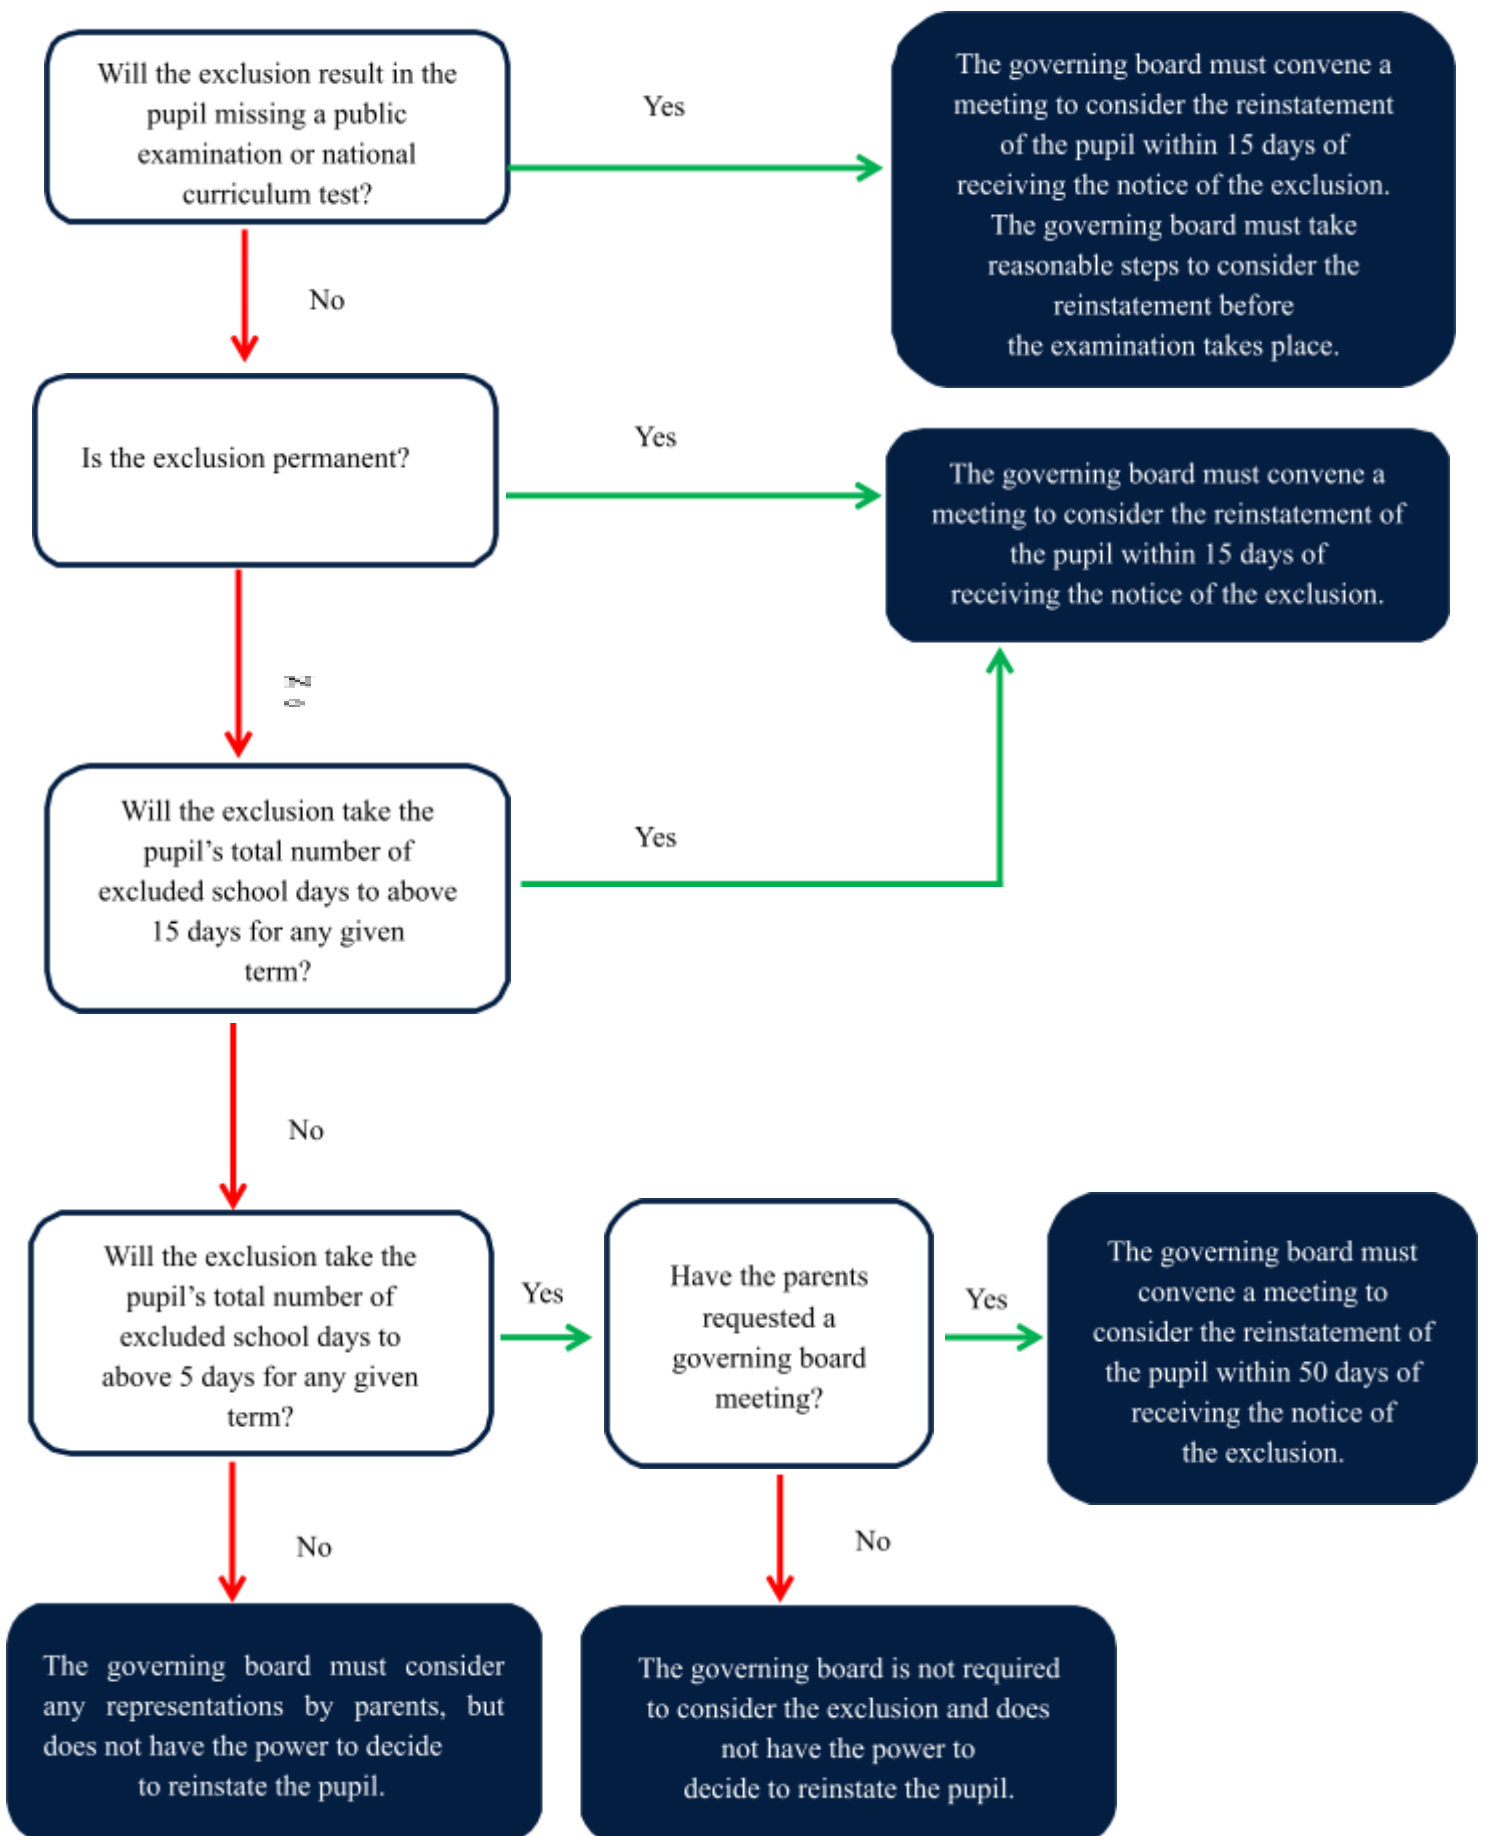 Will the exclusion result in the
pupil missing a public
examination or national
curriculum test?
Yes
The governing board must convene a
meeting to consider the reinstatement
of the pupil within 15 days of
receiving the notice of the exclusion.
The governing board must take
reasonable steps to consider the
reinstatement before
the examination takes place.
No
Is the exclusion permanent?
Yes
The governing board must convene a
meeting to consider the reinstatement of
the pupil within 15 days of
receiving the notice of the exclusion.
Will the exclusion take the
pupil’s total number of
excluded school days to above
15 days for any given
term?
Yes
No
Will the exclusion take the
pupil’s total number of
excluded school days to
above 5 days for any given
term?
Yes
Have the parents
requested a
governing board
meeting?
Yes
The governing board must
convene a meeting to
consider the reinstatement of
the pupil within 50 days of
receiving the notice of
the exclusion.
No
No
The governing board must consider
any representations by parents, but
does not have the power to decide
to reinstate the pupil.
The governing board is not required
to consider the exclusion and does
not have the power to
decide to reinstate the pupil.